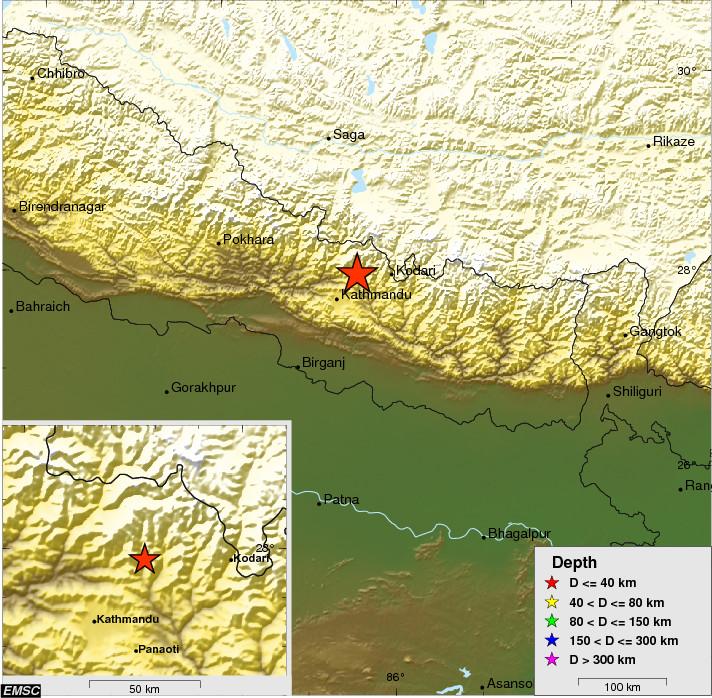 30°
Chhibro
Saga
Rikaze
Birendranagar
Pokhara
Kodari
28°
Kathmandu
Bahraich
Gangtok
Birganj
Gorakhpur
Shiliguri
26°
Ran
Patna
Bhagalpur
28°
Kodari
Kathmandu
Panaoti
EMSC
50 km
86°
Asanso
Depth
D <= 40 km
40 < D <= 80 km
80 < D <= 150 km
150 < D <= 300 km
D > 300 km
100 km